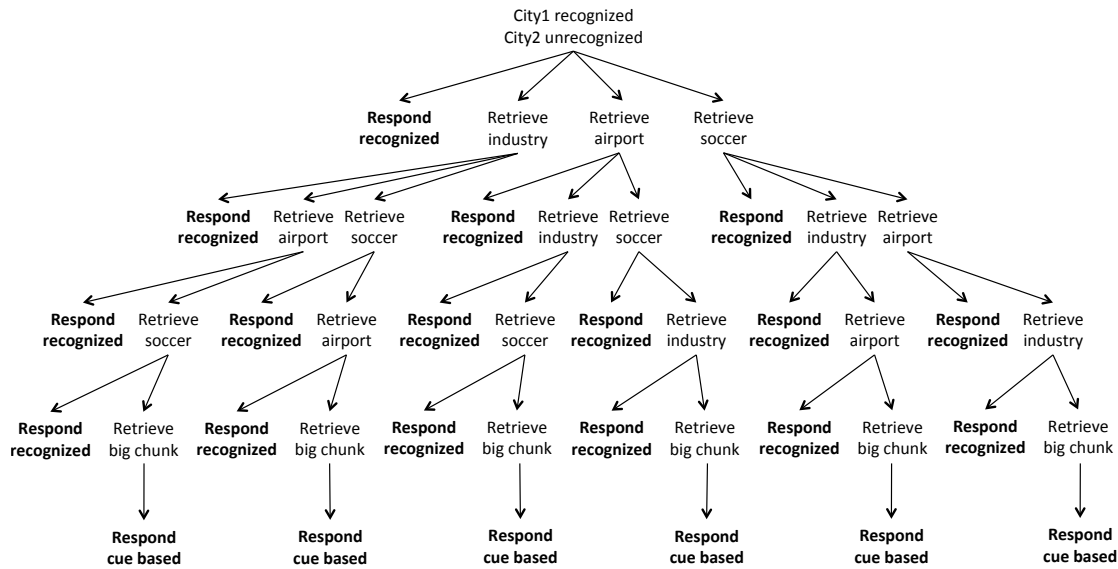 City1 recognized
City2 unrecognized
Respond Retrieve Retrieve Retrieve
recognized industry airport soccer
Respond Retrieve Retrieve Respond Retrieve Retrieve Respond Retrieve Retrieve
recognized airport soccer recognized industry soccer recognized industry airport
Respond Retrieve Respond Retrieve Respond Retrieve Respond Retrieve Respond Retrieve Respond Retrieve
recognized soccer recognized airport recognized soccer recognized industry recognized airport recognized industry
Respond Retrieve Respond Retrieve Respond Retrieve Respond Retrieve Respond Retrieve Respond Retrieve
recognized big chunk recognized big chunk recognized big chunk recognized big chunk recognized big chunk recognized big chunk
Respond Respond Respond Respond Respond Respond
cue based cue based cue based cue based cue based cue based